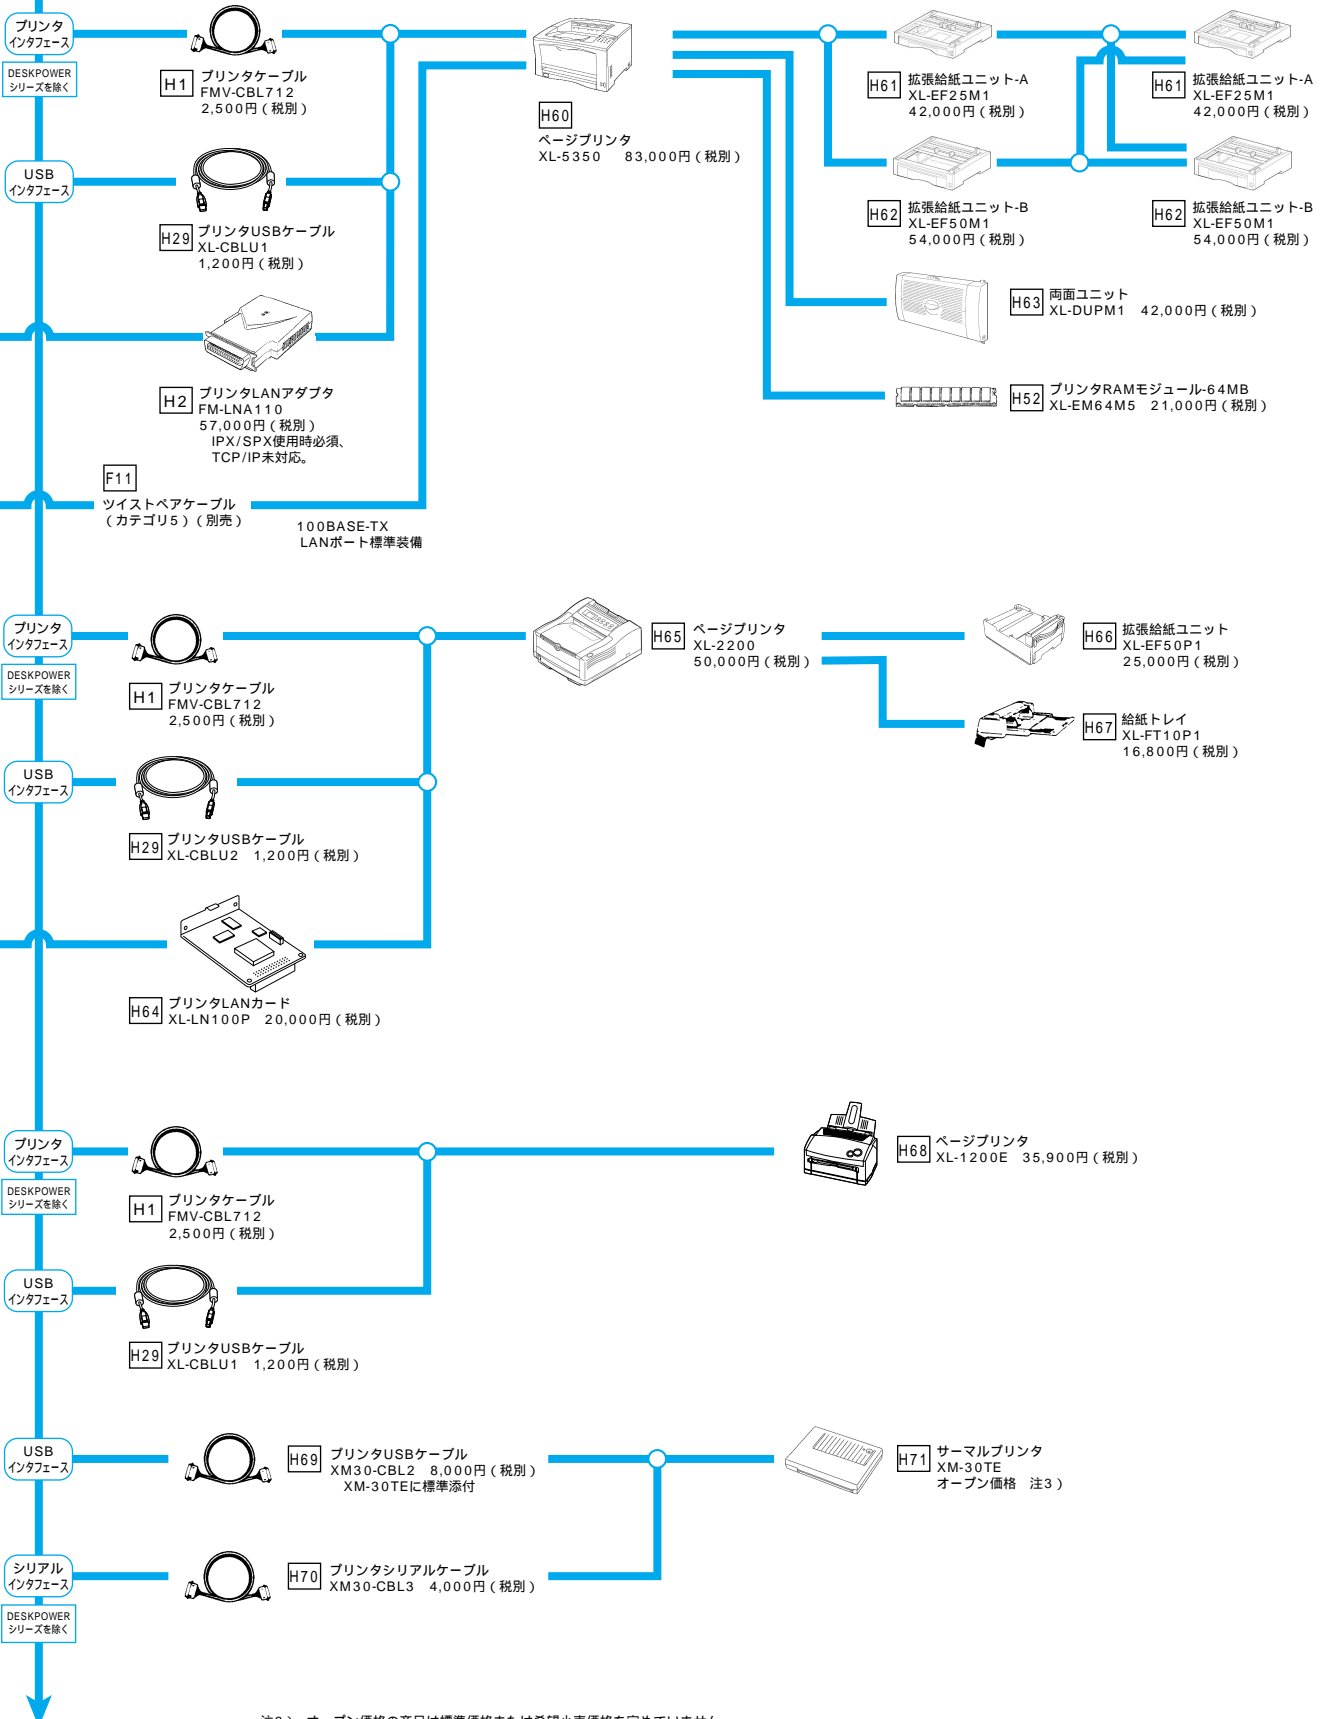 プリンタ
インタフェース
DESKPOWER
シリーズを除く
H1 プリンタケーブル
FMV-CBL712
2,500円(税別)
USB
インタフェース
H29 プリンタUSBケーブル
XL-CBLU1
1,200円(税別)
H2 プリンタLANアダプタ
FM-LNA110
57,000円(税別)
IPX/SPX使用時必須、
TCP/IP未対応。
F11
ツイストペアケーブル
(カテゴリ5)(別売)
100BASE-TX
LANポート標準装備
H60
ページプリンタ
XL-5350 83,000円(税別)
H61 拡張給紙ユニット-A
XL-EF25M1
42,000円(税別)
H61 拡張給紙ユニット-A
XL-EF25M1
42,000円(税別)
H62 拡張給紙ユニット-B
XL-EF50M1
54,000円(税別)
H62 拡張給紙ユニット-B
XL-EF50M1
54,000円(税別)
H63 両面ユニット
XL-DUPM1 42,000円(税別)
H52 プリンタRAMモジュール-64MB
XL-EM64M5 21,000円(税別)
プリンタ
インタフェース
DESKPOWER
シリーズを除く
H1 プリンタケーブル
FMV-CBL712
2,500円(税別)
USB
インタフェース
H29 プリンタUSBケーブル
XL-CBLU2 1,200円(税別)
H64 プリンタLANカード
XL-LN100P 20,000円(税別)
H65 ページプリンタ
XL-2200
50,000円(税別)
H66 拡張給紙ユニット
XL-EF50P1
25,000円(税別)
H67 給紙トレイ
XL-FT10P1
16,800円(税別)
プリンタ
インタフェース
DESKPOWER
シリーズを除く
H1 プリンタケーブル
FMV-CBL712
2,500円(税別)
USB
インタフェース
H29 プリンタUSBケーブル
XL-CBLU1 1,200円(税別)
H68 ページプリンタ
XL-1200E 35,900円(税別)
USB
インタフェース
H69 プリンタUSBケーブル
XM30-CBL2 8,000円(税別)
XM-30TEに標準添付
H71 サーマルプリンタ
XM-30TE
オープン価格 注3)
シリアル
インタフェース
DESKPOWER
シリーズを除く
H70 プリンタシリアルケーブル
XM30-CBL3 4,000円(税別)